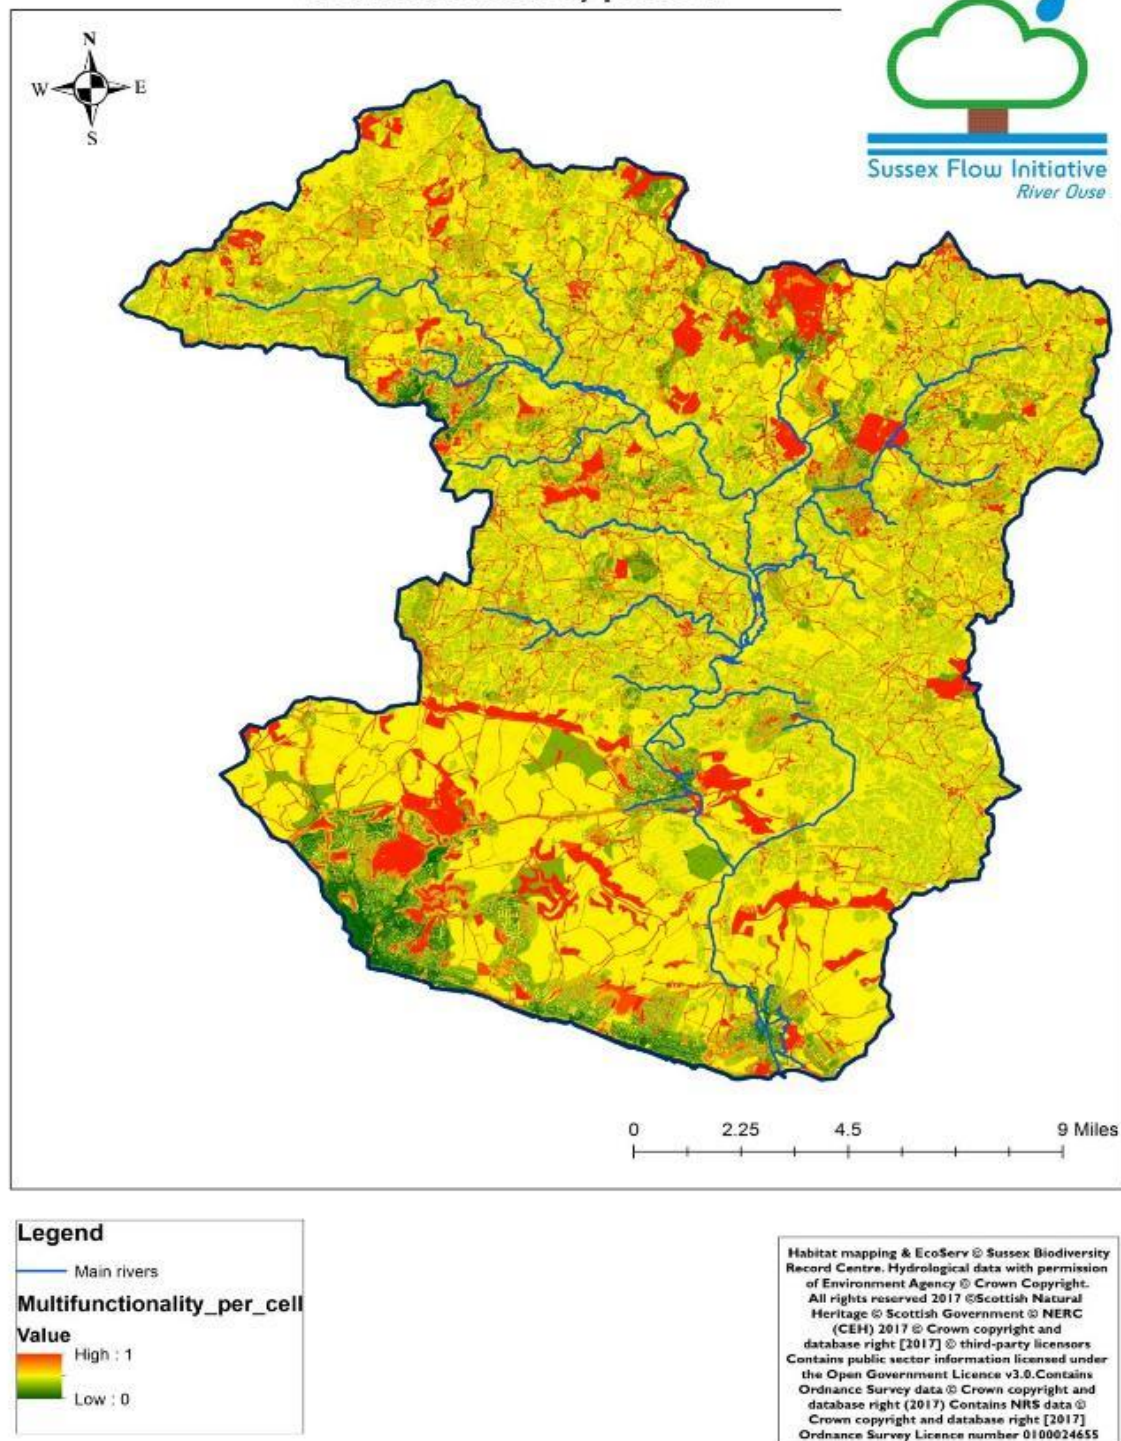 N
W E
S
Sussex Flow Initiative
River Ouse
0 2.25 4.5 9 Miles
Legend
Main rivers
Multifunctionality_per_cell
Value
High : 1
Low : 0
Habitat mapping & EcoServ © Sussex Biodiversity
Record Centre. Hydrological data with permission
of Environment Agency © Crown Copyright.
All rights reserved 2017 ©Scottish Natural
Heritage © Scottish Government © NERC
(CEH) 2017 © Crown copyright and
database right [2017] © third-party licensors
Contains public sector information licensed under
the Open Government Licence v3.0.Contains
Ordnance Survey data © Crown copyright and
database right (2017) Contains NRS data ©
Crown copyright and database right [2017]
Ordnance Survey Licence number 0100024655